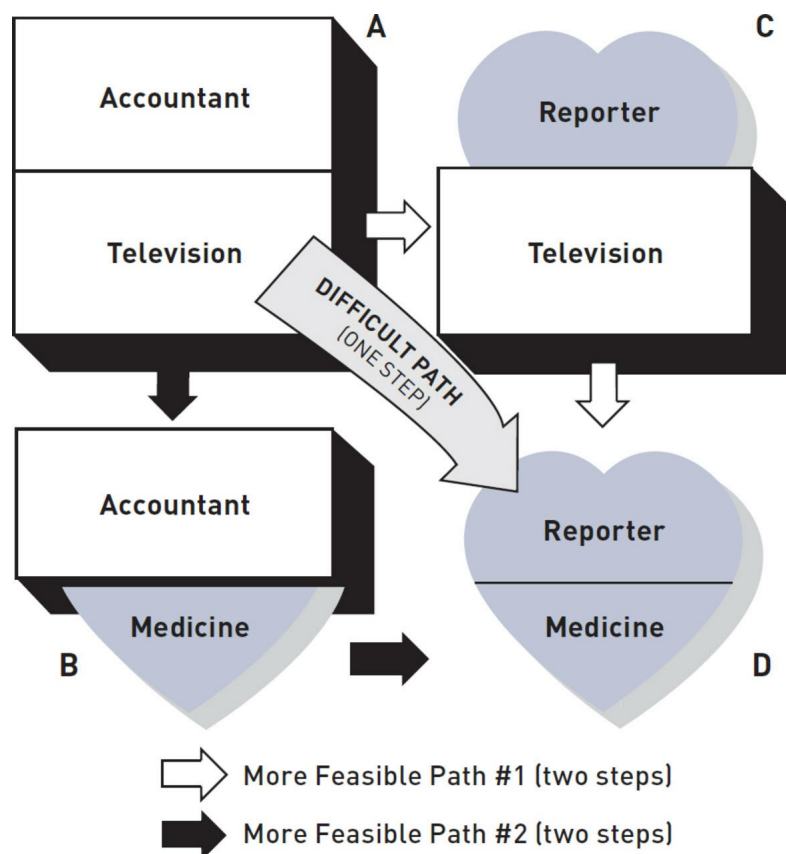 A
Accountant
Television
C
Reporter
Television
DIFFICULT PATH
(ONE STEP)
Accountant
Medicine
B
Reporter
Medicine
D
More Feasible Path #1 (two steps)
More Feasible Path #2 (two steps)